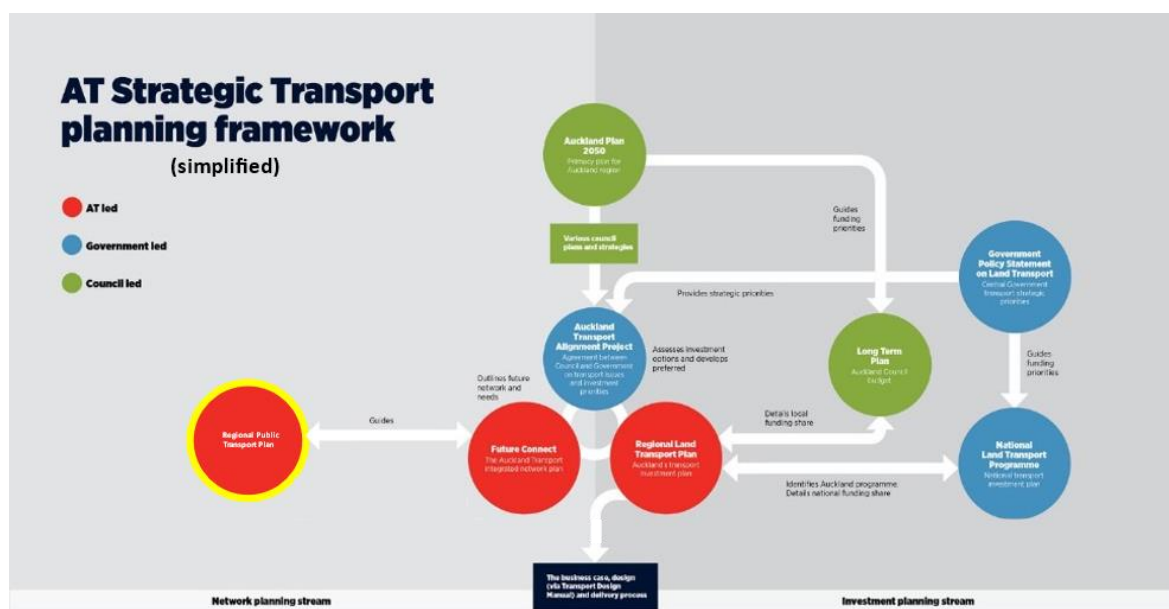 AT Strategic Transport
planning framework
(simplified)
AT led
Government led
Council led
Auckland Plan
2050
Primary plan for
Auckland region
Various council
plans and strategies
Guides
funding
priorities
Government
Policy Statement
on Land Transport
Central Government
transport strategic
priorities
Provides strategic priorities
Auckland
Transport
Alignment Project
Agreement between
Council and Government
on transport issues
and investment
priorities
Assesses investment
options and develops
preferred
Long Term
Plan
Auckland Council
budget
Guides
funding
priorities
Outlines future
network and
needs
Regional Public
Transport Plan
Guides
Future Connect
The Auckland Transport
integrated network plan
Regional Land
Transport Plan
Auckland's transport
investment plan
Details local
funding share
Identifies Auckland programme
Details national funding share
National
Land Transport
Programme
National transport
investment plan
The business case, design
(via Transport Design
Manual) and delivery process
Network planning stream
Investment planning stream